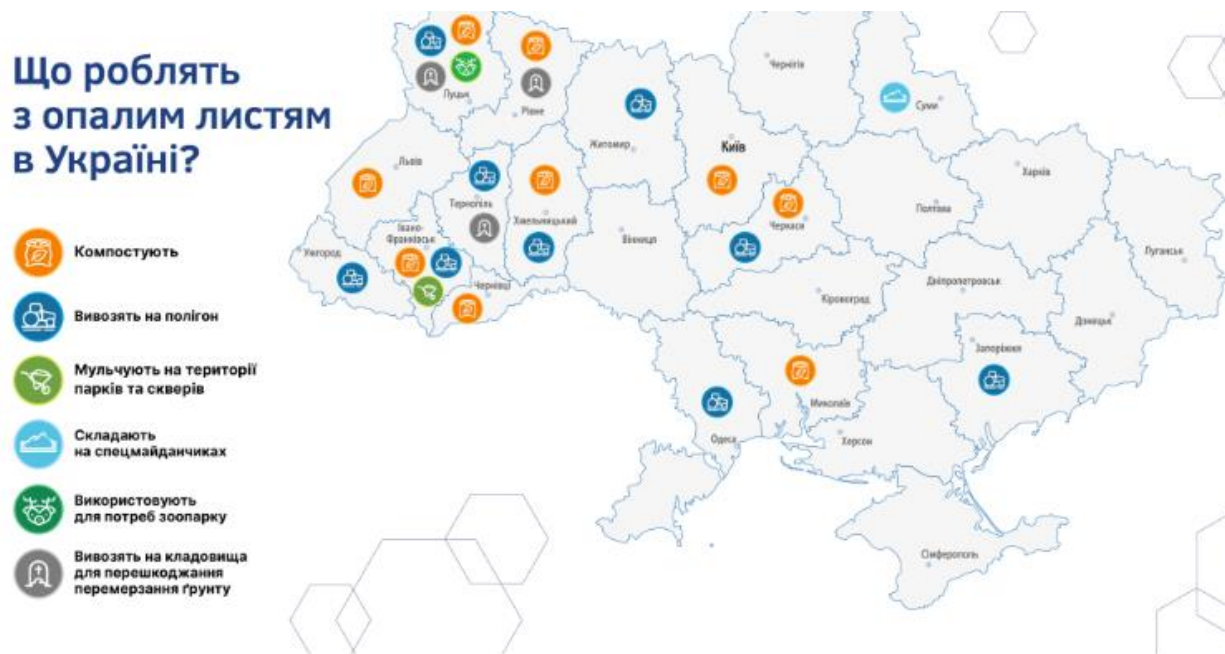 Що роблять
з опалим листям
в Україні?
Компостують
Вивозять на полігон
Мульчують на території
парків та скверів
Складають
на спецмайданчиках
Використовують
для потреб зоопарку
Вивозять на кладовища
для перешкоджання
перемерзання ґрунту
Луцьк
Рівне
Житомир
Київ
Чернігів
Суми
Львів
Тернопіль
Хмельницький
Вінниця
Черкаси
Полтава
Харків
Луганськ
Ужгород
Івано-
Франківськ
Чернівці
Кіровоград
Дніпропетровськ
Донецьк
Запоріжжя
Миколаїв
Одеса
Херсон
Сімферополь